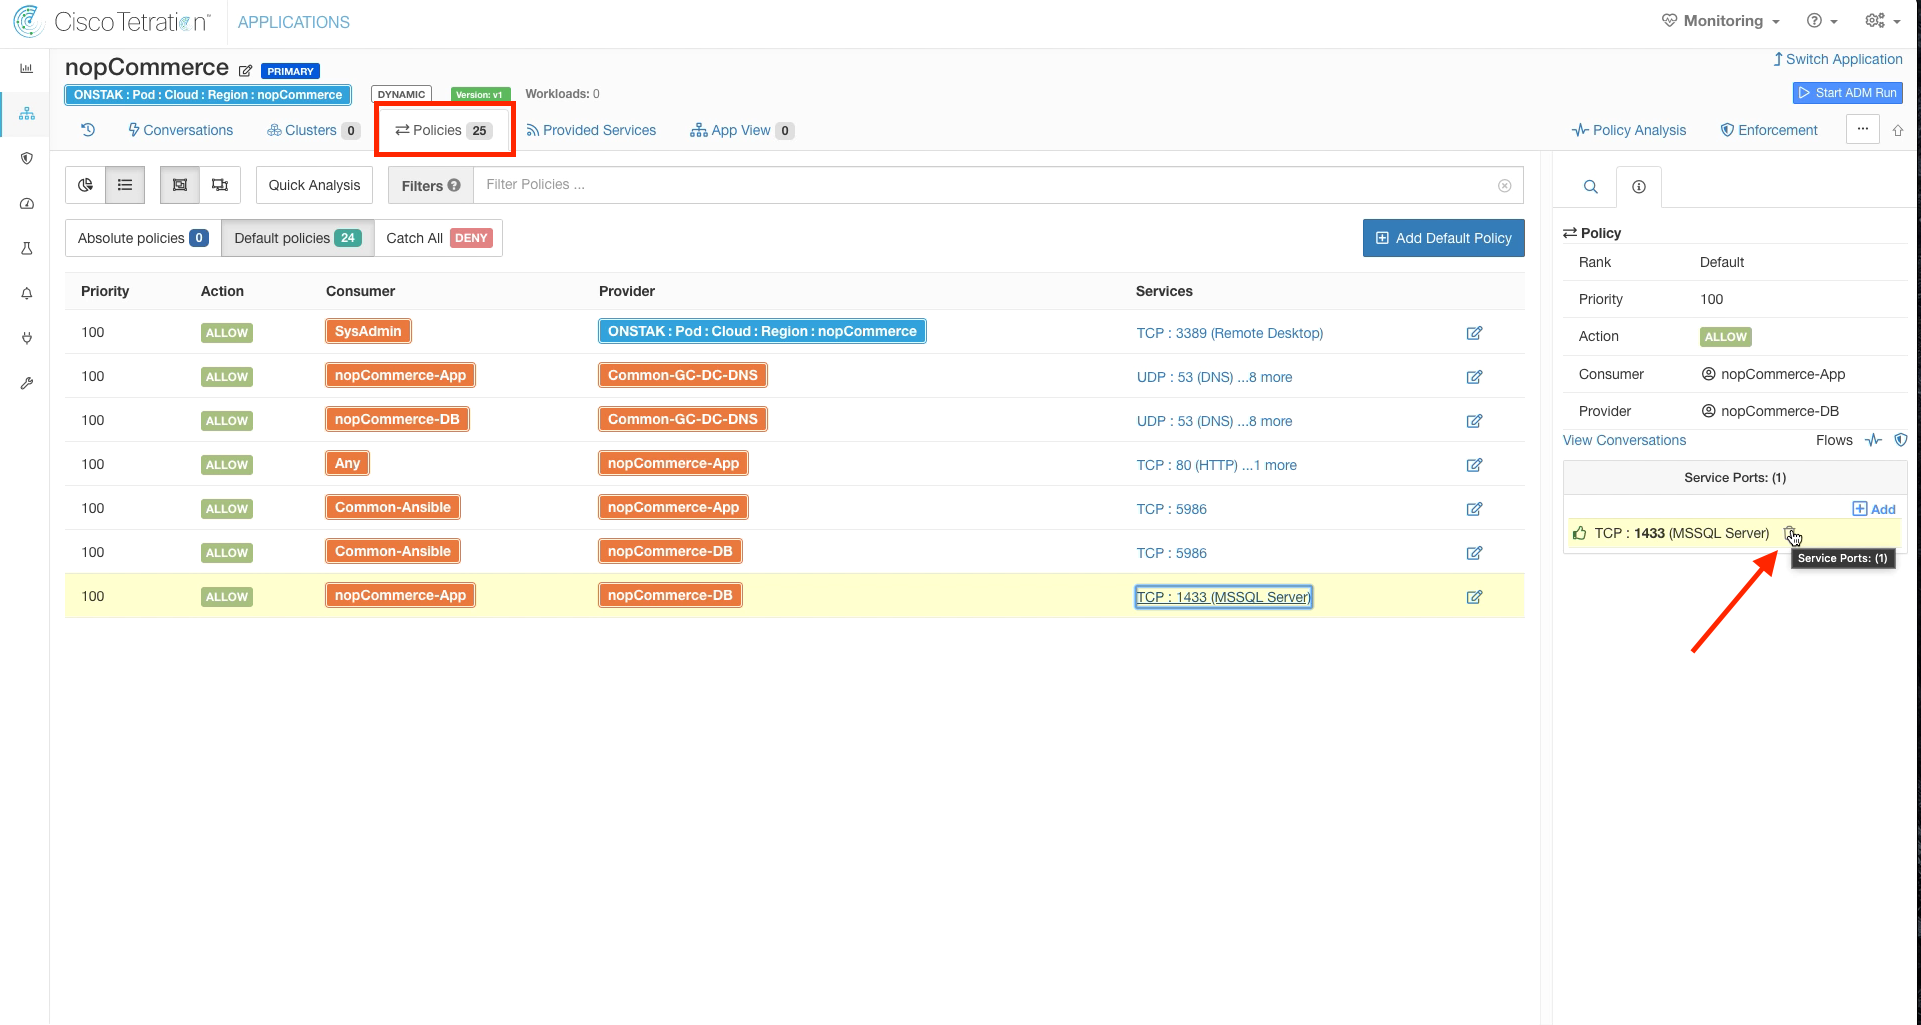 Cisco Tetration™ APPLICATIONS
Monitoring
nopCommerce PRIMARY
Switch Application
ONSTAK : Pod : Cloud : Region : nopCommerce DYNAMIC Version: v1 Workloads: 0
Start ADM Run
Conversations Clusters 0 Policies 25 Provided Services App View 0 Policy Analysis Enforcement ...
Quick Analysis Filters Filter Policies ...
Absolute policies 0 Default policies 24 Catch All DENY Add Default Policy
Priority Action Consumer Provider Services
100 ALLOW SysAdmin ONSTAK : Pod : Cloud : Region : nopCommerce TCP : 3389 (Remote Desktop)
100 ALLOW nopCommerce-App Common-GC-DC-DNS UDP : 53 (DNS) ...8 more
100 ALLOW nopCommerce-DB Common-GC-DC-DNS UDP : 53 (DNS) ...8 more
100 ALLOW Any nopCommerce-App TCP : 80 (HTTP) ...1 more
100 ALLOW Common-Ansible nopCommerce-App TCP : 5986
100 ALLOW Common-Ansible nopCommerce-DB TCP : 5986
100 ALLOW nopCommerce-App nopCommerce-DB TCP : 1433 (MSSQL Server)
Policy
Rank Default
Priority 100
Action ALLOW
Consumer nopCommerce-App
Provider nopCommerce-DB
View Conversations Flows
Service Ports: (1)
Add
TCP : 1433 (MSSQL Server)
Service Ports: (1)